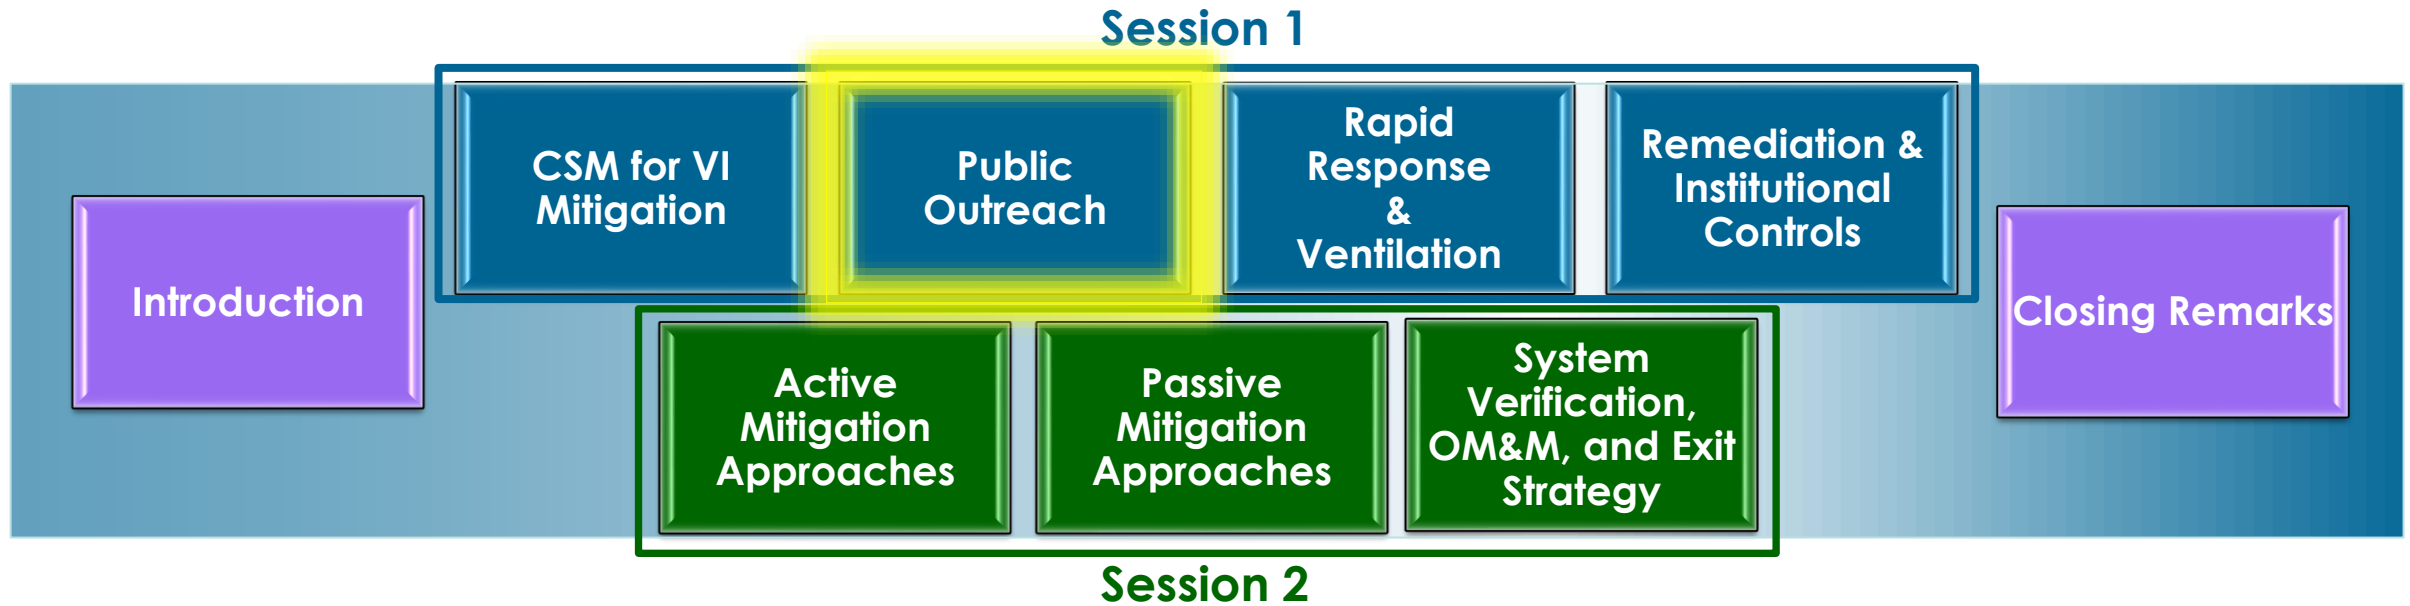 Session 1
Introduction
CSM for VI
Mitigation
Public
Outreach
Rapid
Response
&
Ventilation
Remediation &
Institutional
Controls
Active
Mitigation
Approaches
Passive
Mitigation
Approaches
System
Verification,
OM&M, and Exit
Strategy
Session 2
Closing Remarks